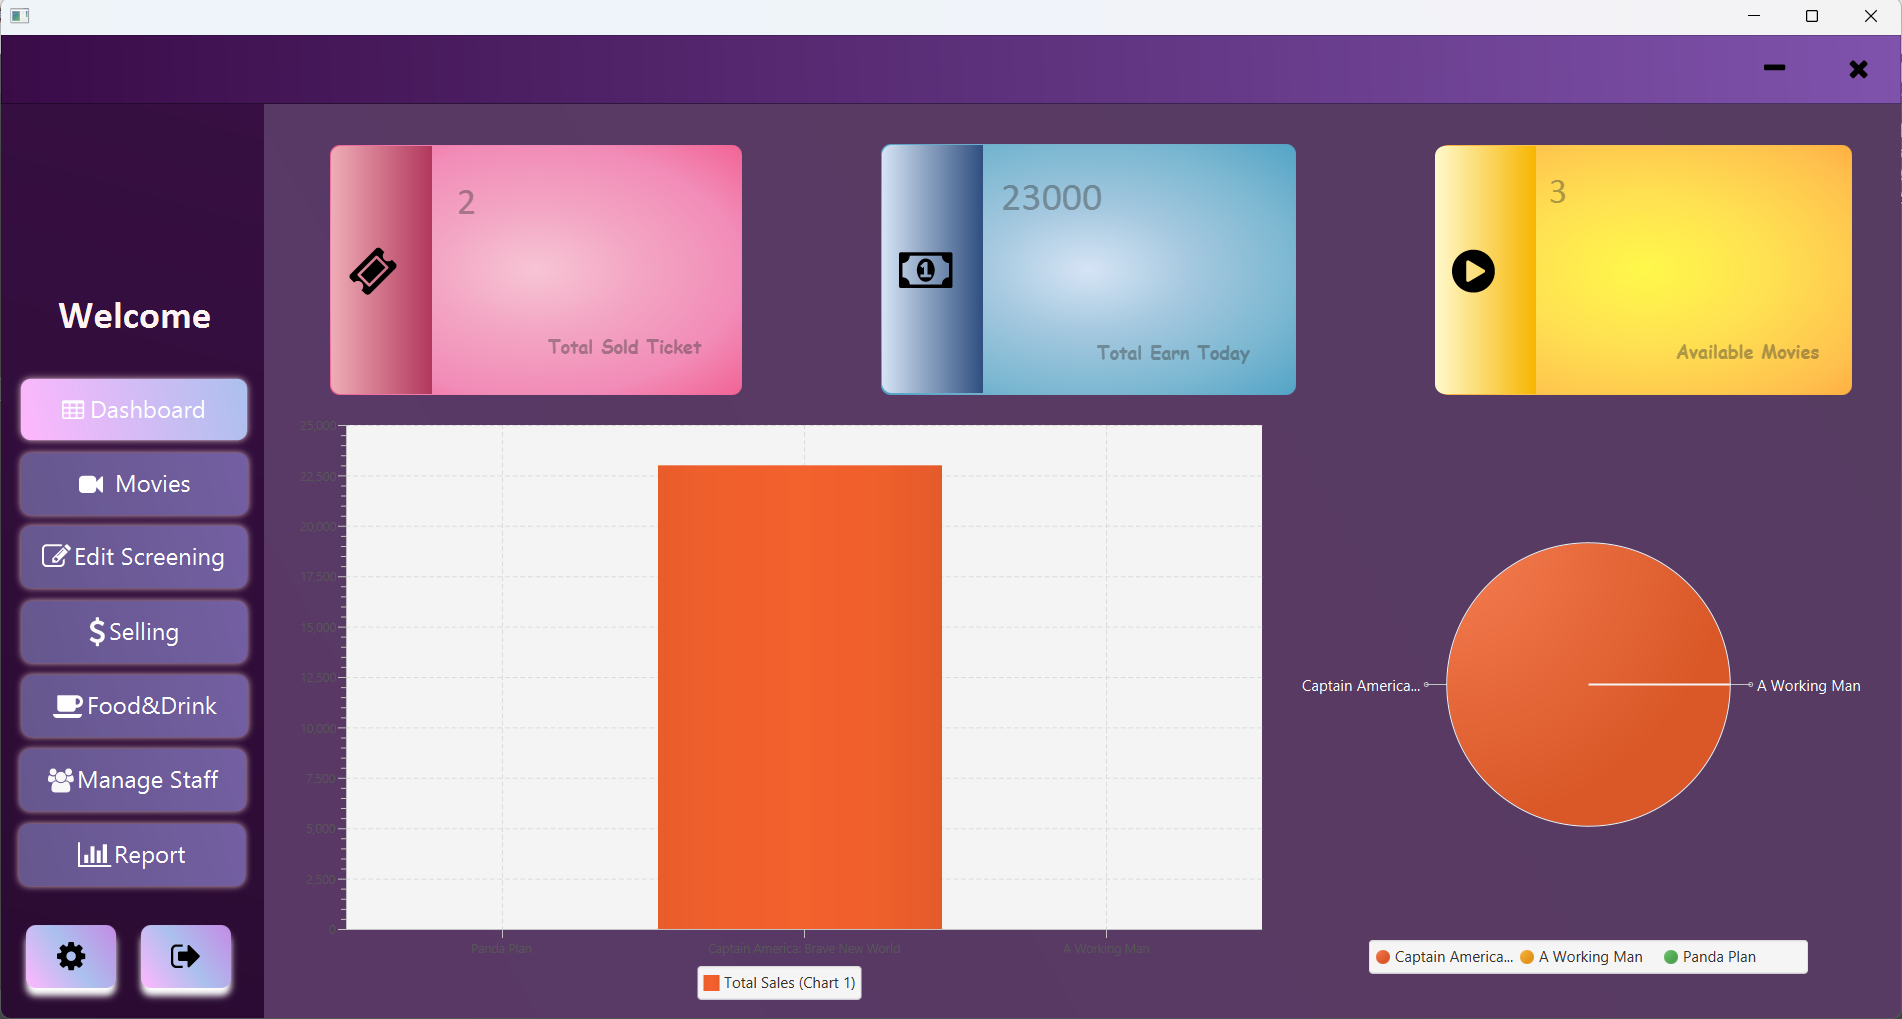 Welcome
Dashboard
Movies
Edit Screening
Selling
Food&Drink
Manage Staff
Report
2
Total Sold Ticket
23000
Total Earn Today
3
Available Movies
25,000
22,500
20,000
17,500
15,000
12,500
10,000
7,500
5,000
2,500
0
Panda Plan
Captain America: Brave New World
A Working Man
Total Sales (Chart 1)
Captain America...
A Working Man
Captain America...
A Working Man
Panda Plan